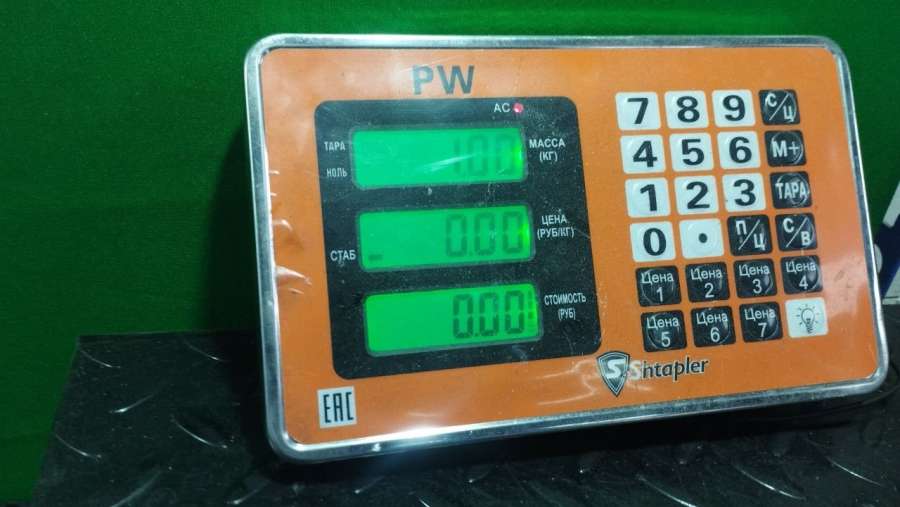 PW
AC
ТАРА
НОЛЬ
1.00
МАССА
(КГ)
СТАБ
0.00
ЦЕНА
(РУБ/КГ)
0.00
СТОИМОСТЬ
(РУБ)
7 8 9 С/Ц
4 5 6 М+
1 2 3 ТАРА
0 . П/Ц С/В
Цена 1 Цена 2 Цена 3 Цена 4
Цена 5 Цена 6 Цена 7
S Shtapler
EAC